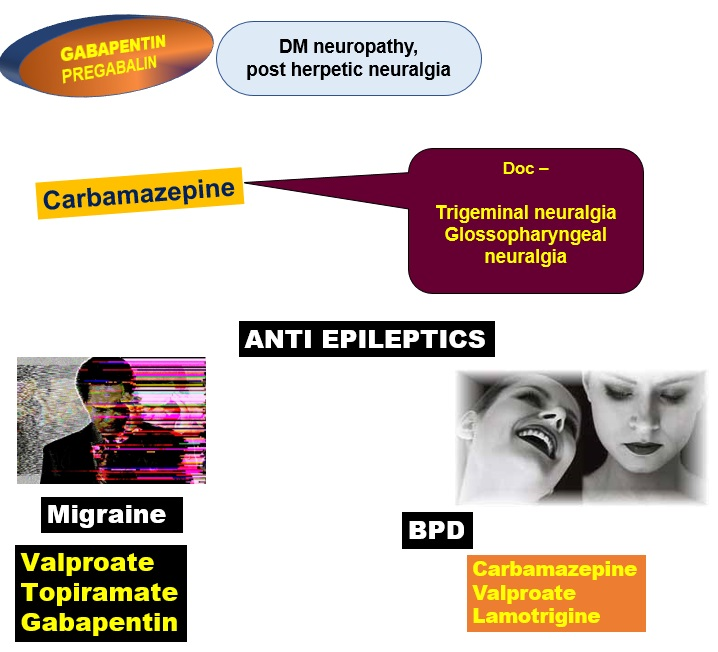 GABAPENTIN
PREGABALIN
DM neuropathy,
post herpetic neuralgia
Carbamazepine
Doc –
Trigeminal neuralgia
Glossopharyngeal
neuralgia
ANTI EPILEPTICS
Migraine
Valproate
Topiramate
Gabapentin
BPD
Carbamazepine
Valproate
Lamotrigine